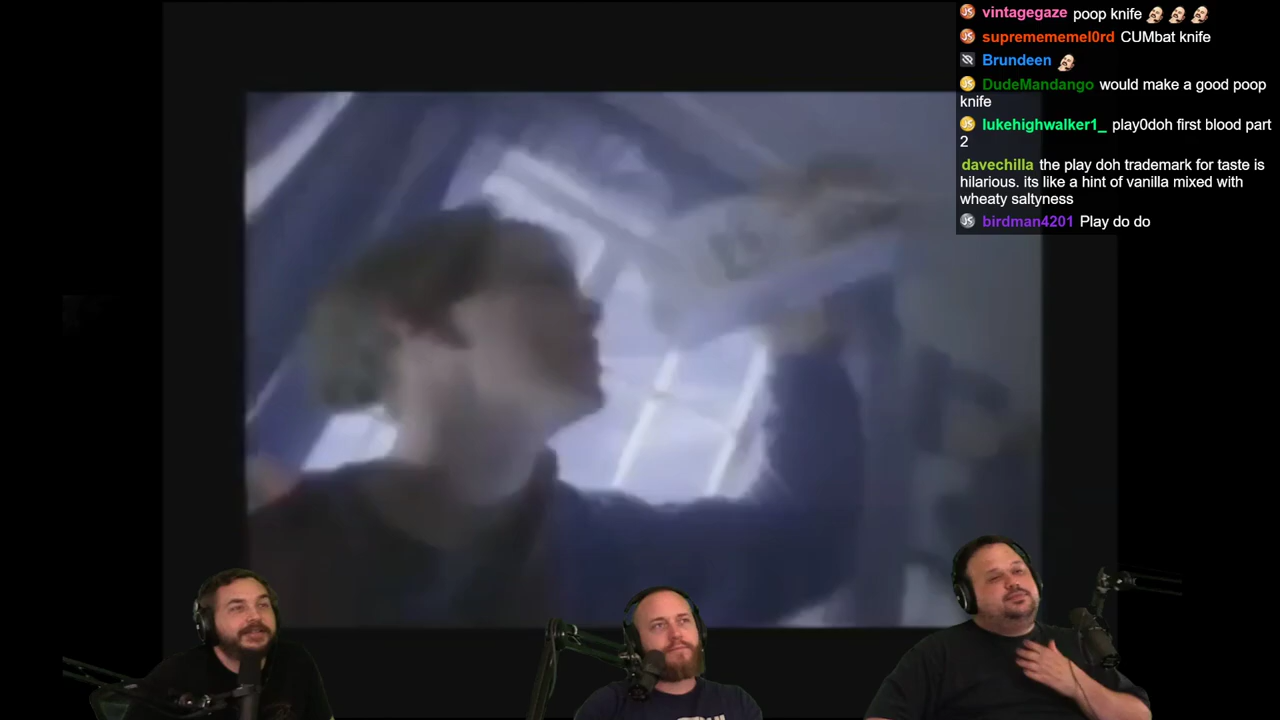 vintagegaze poop knife
supremememel0rd CUMbat knife
Brundeen
DudeMandango would make a good poop
knife
lukehighwalker1_ play0doh first blood part
2
davechilla the play doh trademark for taste is
hilarious. its like a hint of vanilla mixed with
wheaty saltyness
birdman4201 Play do do